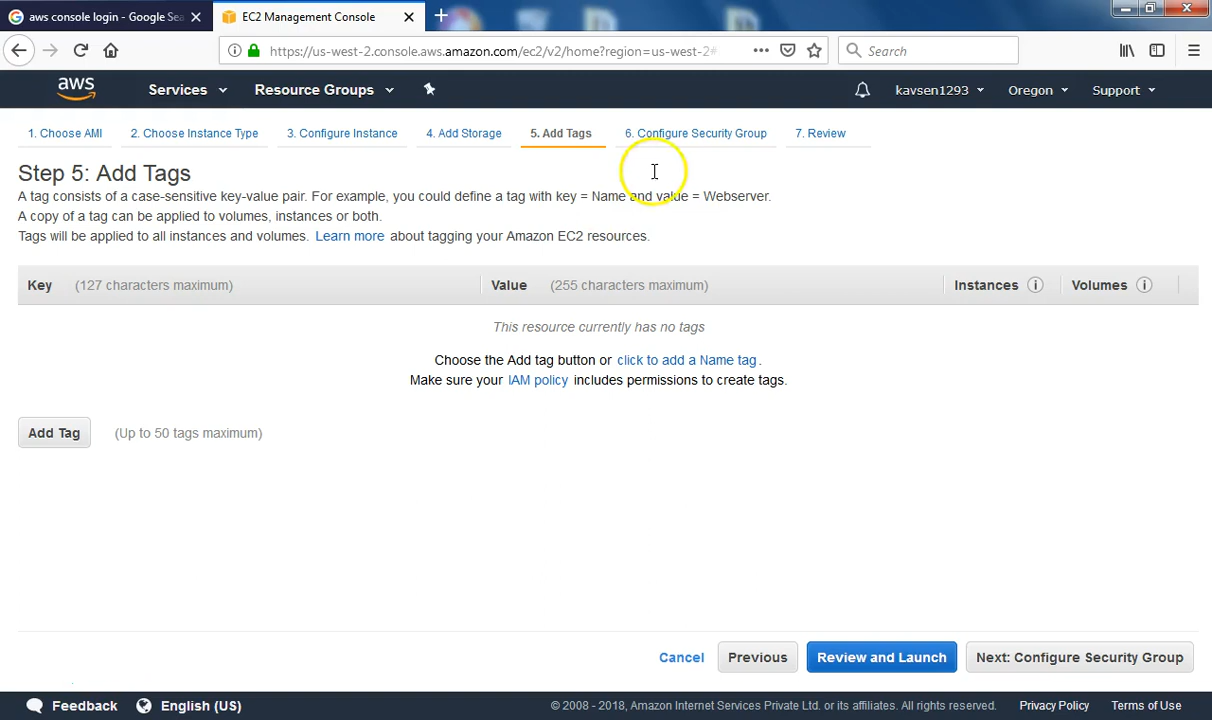 aws console login - Google Sea
EC2 Management Console
https://us-west-2.console.aws.amazon.com/ec2/v2/home?region=us-west-2#
Search
aws
Services
Resource Groups
kavsen1293
Oregon
Support
1. Choose AMI
2. Choose Instance Type
3. Configure Instance
4. Add Storage
5. Add Tags
6. Configure Security Group
7. Review
Step 5: Add Tags
A tag consists of a case-sensitive key-value pair. For example, you could define a tag with key = Name and value = Webserver.
A copy of a tag can be applied to volumes, instances or both.
Tags will be applied to all instances and volumes. Learn more about tagging your Amazon EC2 resources.
Key (127 characters maximum)
Value (255 characters maximum)
Instances
Volumes
This resource currently has no tags
Choose the Add tag button or click to add a Name tag.
Make sure your IAM policy includes permissions to create tags.
Add Tag
(Up to 50 tags maximum)
Cancel
Previous
Review and Launch
Next: Configure Security Group
Feedback
English (US)
© 2008 - 2018, Amazon Internet Services Private Ltd. or its affiliates. All rights reserved.
Privacy Policy
Terms of Use